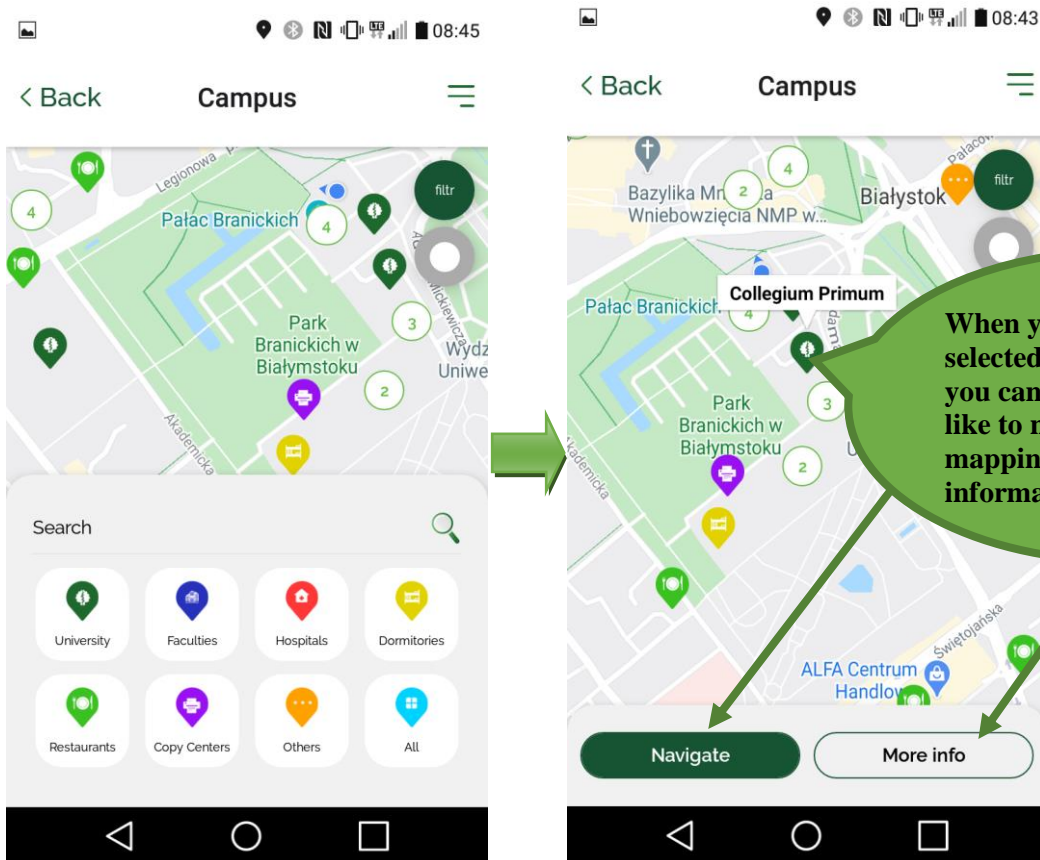 08:45
< Back
Campus
Legionowa
filtr
4
Pałac Branickich
4
Mickiewicza
3
Park
Branickich w
Białymstoku
Wydz
Uniwe
2
Akademicka
Search
University
Faculties
Hospitals
Dormitories
Restaurants
Copy Centers
Others
All
08:43
< Back
Campus
4
2
filtr
Bazylika
Wniebowzięcia NMP w...
Białystok
Collegium Primum
Pałac Branickich
4
Park
Branickich w
Białymstoku
3
2
ALFA Centrum
Świętojańska
Navigate
More info
When y
selected
you can
like to
mappin
informa